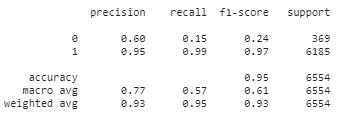 precision recall f1-score support
0 0.60 0.15 0.24 369
1 0.95 0.99 0.97 6185
accuracy 0.95 6554
macro avg 0.77 0.57 0.61 6554
weighted avg 0.93 0.95 0.93 6554